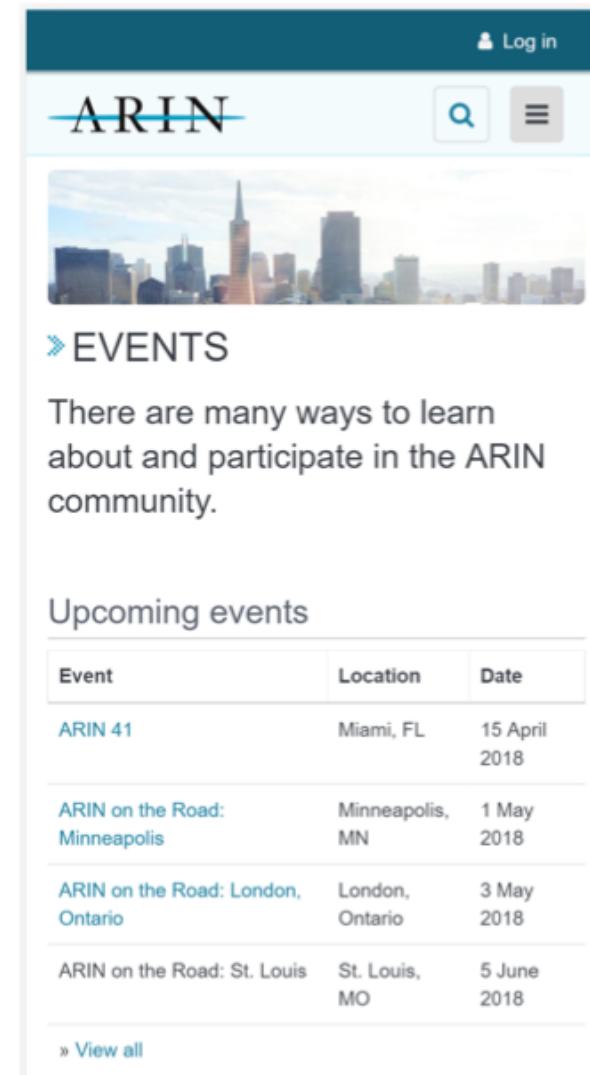 Log in
ARIN
» EVENTS
There are many ways to learn
about and participate in the ARIN
community.
Upcoming events
Event Location Date
ARIN 41 Miami, FL 15 April
2018
ARIN on the Road: Minneapolis, 1 May
Minneapolis MN 2018
ARIN on the Road: London, London, 3 May
Ontario Ontario 2018
ARIN on the Road: St. Louis St. Louis, 5 June
MO 2018
» View all